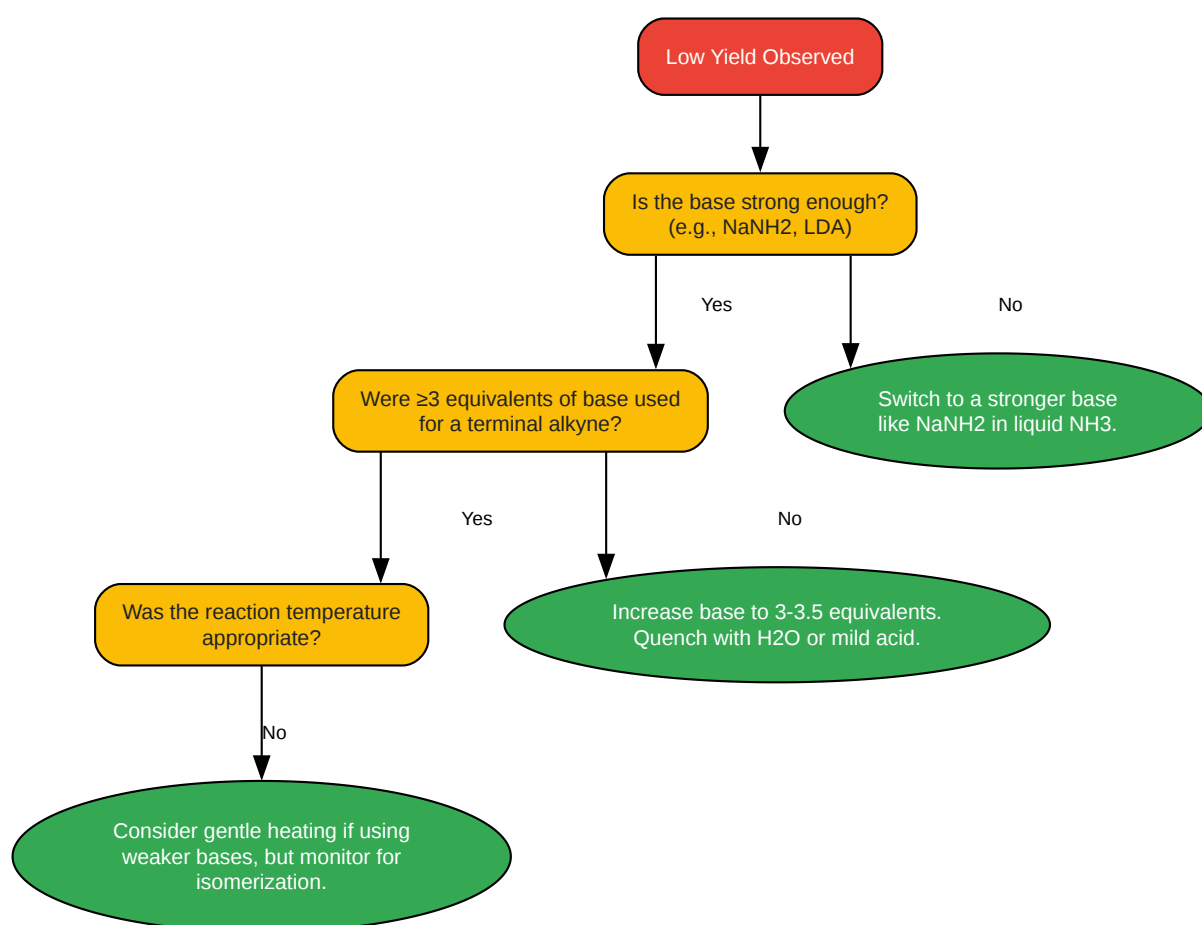 Low Yield Observed
Is the base strong enough?
(e.g., NaNH2, LDA)
Yes
No
Were ≥3 equivalents of base used
for a terminal alkyne?
Switch to a stronger base
like NaNH2 in liquid NH3.
Yes
No
Was the reaction temperature
appropriate?
Increase base to 3-3.5 equivalents.
Quench with H2O or mild acid.
No
Consider gentle heating if using
weaker bases, but monitor for
isomerization.